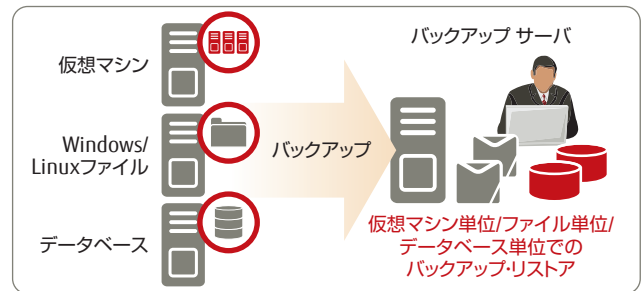 仮想マシン
Windows/
Linuxファイル
データベース
バックアップ
バックアップ サーバ
仮想マシン単位/ファイル単位/
データベース単位での
バックアップ・リストア